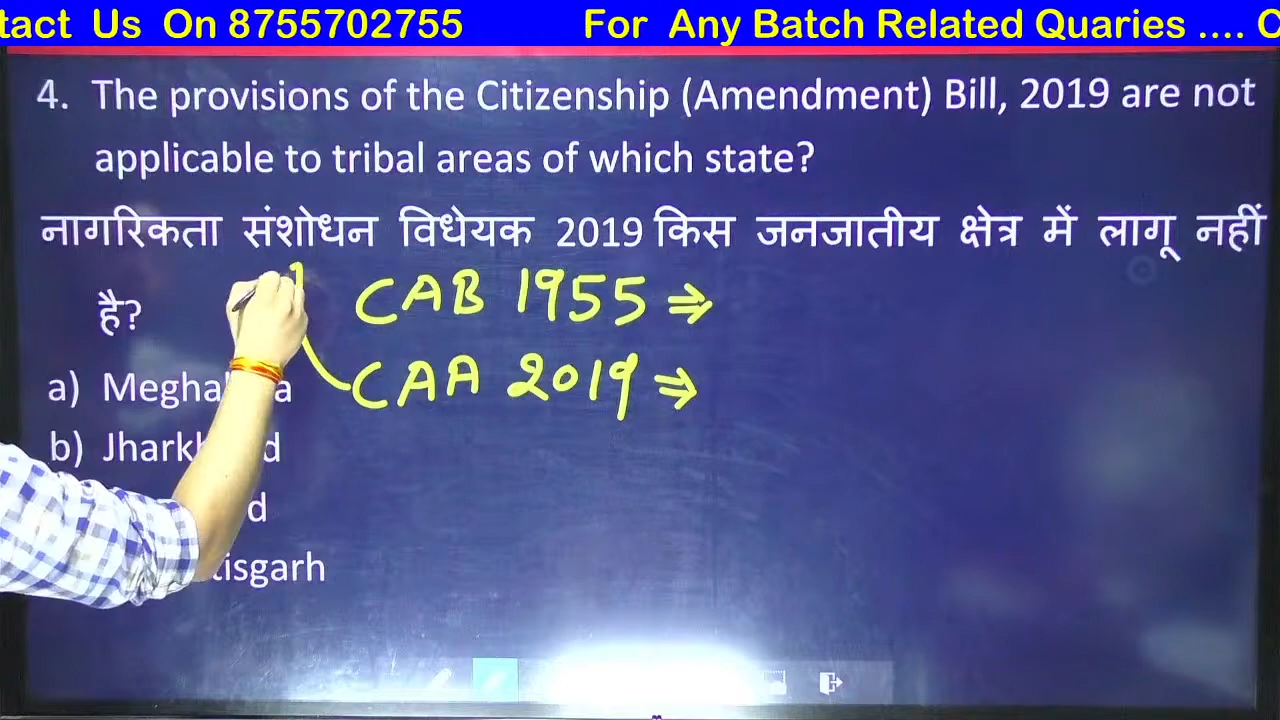 tact Us On 8755702755 For Any Batch Related Quaries .... C
4. The provisions of the Citizenship (Amendment) Bill, 2019 are not
applicable to tribal areas of which state?
नागरिकता संशोधन विधेयक 2019 किस जनजातीय क्षेत्र में लागू नहीं
है?
CAB 1955 ⇒
CAA 2019 ⇒
a)
b)
tisgarh